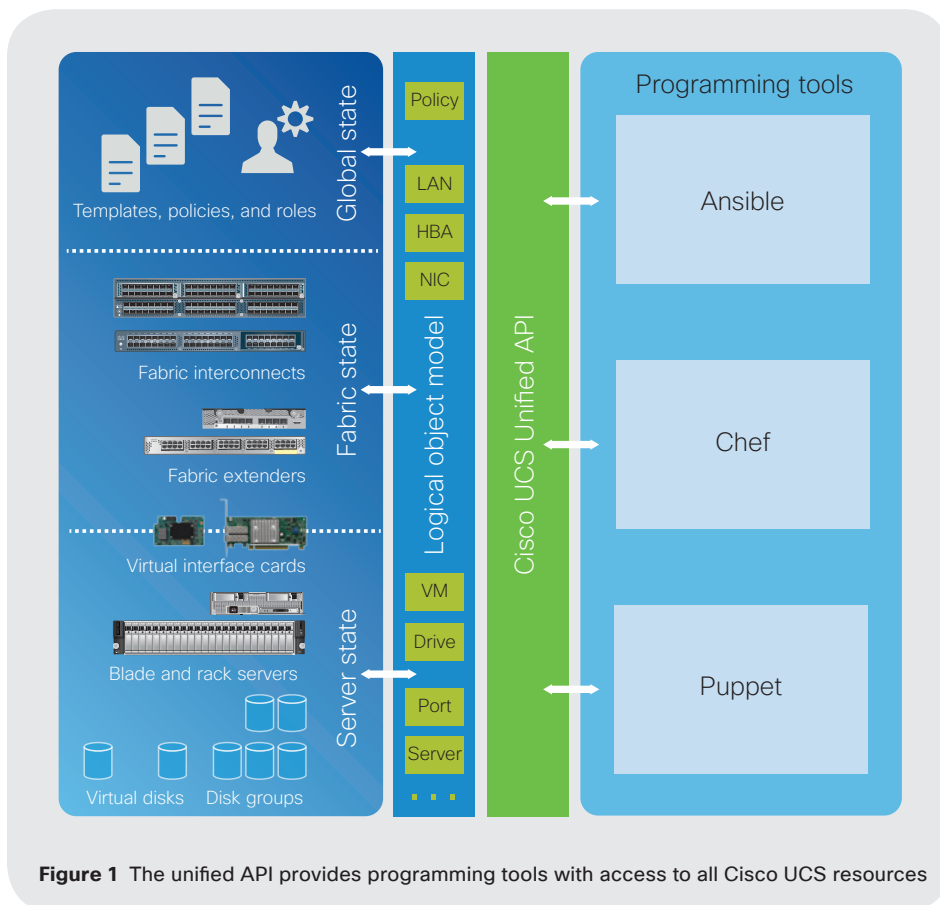 Templates, policies, and roles
Global state
Fabric interconnects
Fabric extenders
Fabric state
Virtual interface cards
Blade and rack servers
Virtual disks
Disk groups
Server state
Policy
LAN
HBA
NIC
Logical object model
VM
Drive
Port
Server
. . .
Cisco UCS Unified API
Programming tools
Ansible
Chef
Puppet
Figure 1 The unified API provides programming tools with access to all Cisco UCS resources